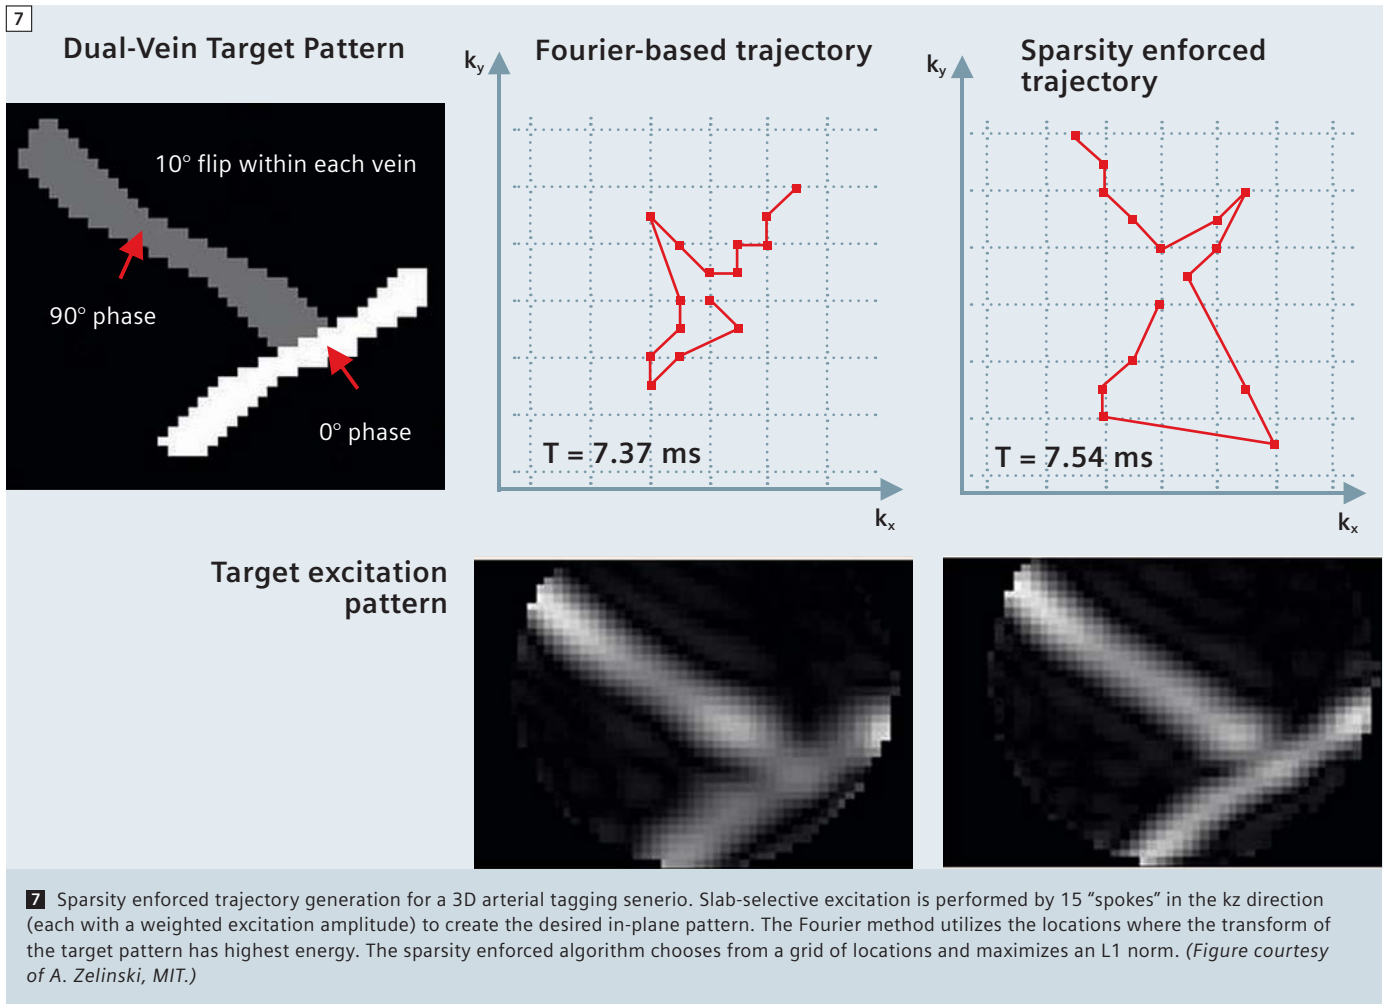 7
Dual-Vein Target Pattern
10° flip within each vein
90° phase
0° phase
Fourier-based trajectory
ky
T = 7.37 ms
kx
Sparsity enforced
trajectory
ky
T = 7.54 ms
kx
Target excitation
pattern
7 Sparsity enforced trajectory generation for a 3D arterial tagging senerio. Slab-selective excitation is performed by 15 “spokes” in the kz direction
(each with a weighted excitation amplitude) to create the desired in-plane pattern. The Fourier method utilizes the locations where the transform of
the target pattern has highest energy. The sparsity enforced algorithm chooses from a grid of locations and maximizes an L1 norm. (Figure courtesy
of A. Zelinski, MIT.)